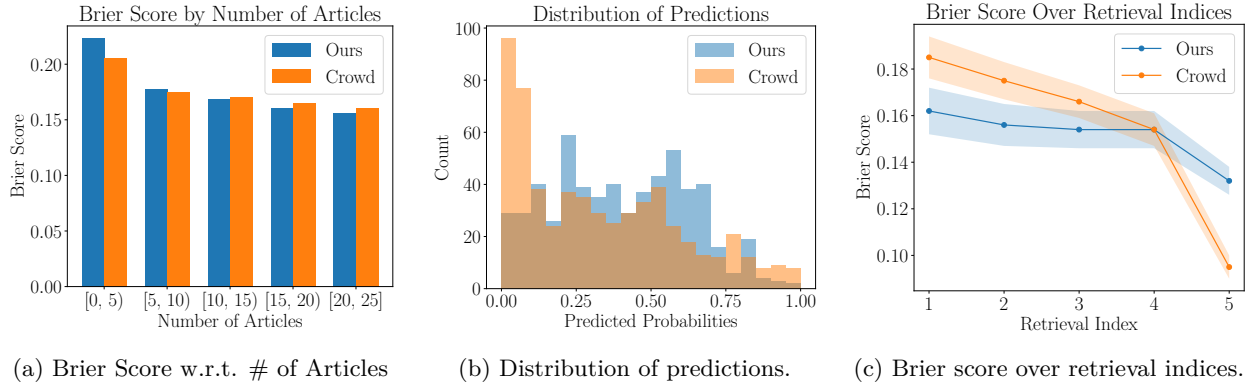 Brier Score by Number of Articles
Ours
Crowd
0.20
0.15
0.10
0.05
0.00
Brier Score
[0, 5) [5, 10) [10, 15) [15, 20) [20, 25]
Number of Articles
(a) Brier Score w.r.t. # of Articles
Distribution of Predictions
Ours
Crowd
100
80
60
40
20
0
Count
0.00 0.25 0.50 0.75 1.00
Predicted Probabilities
(b) Distribution of predictions.
Brier Score Over Retrieval Indices
Ours
Crowd
0.18
0.16
0.14
0.12
0.10
Brier Score
1 2 3 4 5
Retrieval Index
(c) Brier score over retrieval indices.